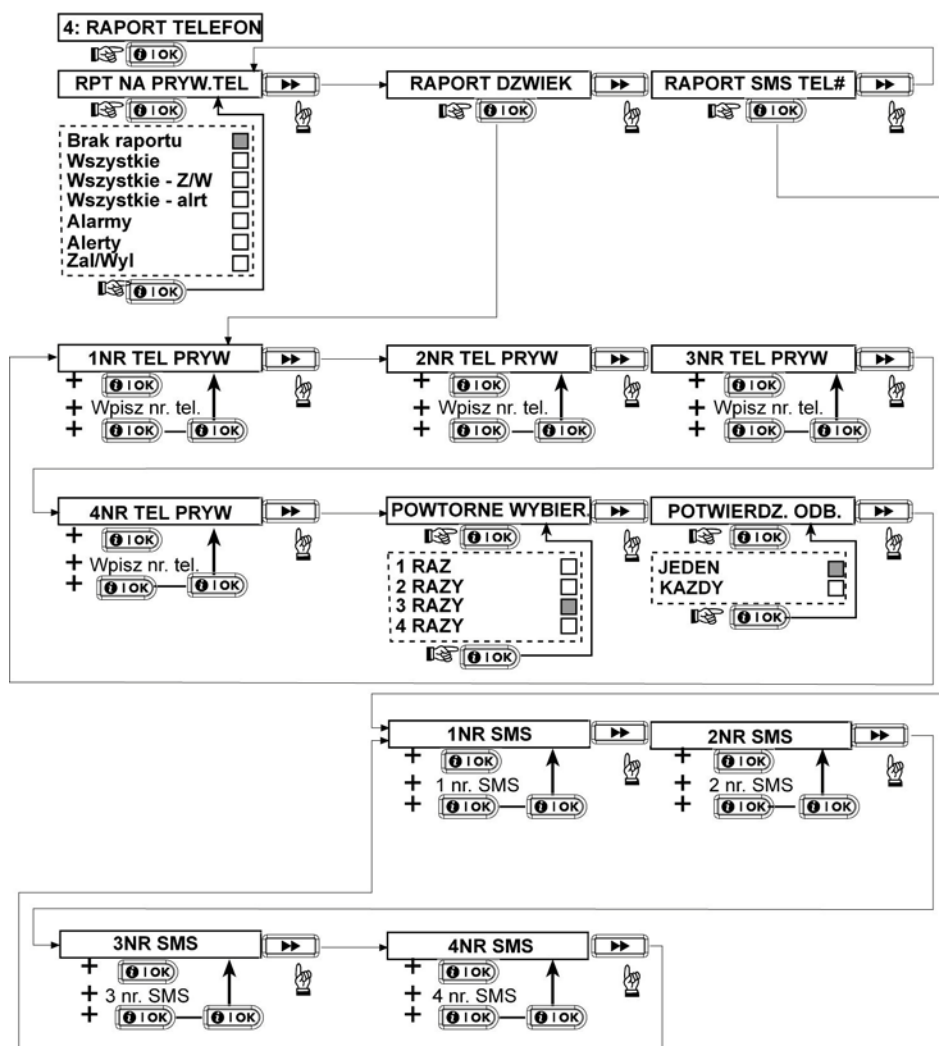 4: RAPORT TELEFON
i I OK
RPT NA PRYW.TEL
RAPORT DZWIEK
RAPORT SMS TEL#
i I OK
i I OK
i I OK
Brak raportu
Wszystkie
Wszystkie - Z/W
Wszystkie - alrt
Alarmy
Alerty
Zal/Wyl
i I OK
1NR TEL PRYW
2NR TEL PRYW
3NR TEL PRYW
+ i I OK
+ i I OK
+ i I OK
+ Wpisz nr. tel.
+ Wpisz nr. tel.
+ Wpisz nr. tel.
+ i I OK i I OK
+ i I OK i I OK
+ i I OK i I OK
4NR TEL PRYW
POWTORNE WYBIER.
POTWIERDZ. ODB.
+ i I OK
+ Wpisz nr. tel.
+ i I OK i I OK
i I OK
1 RAZ
2 RAZY
3 RAZY
4 RAZY
i I OK
i I OK
JEDEN
KAZDY
i I OK
1NR SMS
2NR SMS
+ i I OK
+ i I OK
+ 1 nr. SMS
+ 2 nr. SMS
+ i I OK i I OK
+ i I OK i I OK
3NR SMS
4NR SMS
+ i I OK
+ i I OK
+ 3 nr. SMS
+ 4 nr. SMS
+ i I OK i I OK
+ i I OK i I OK